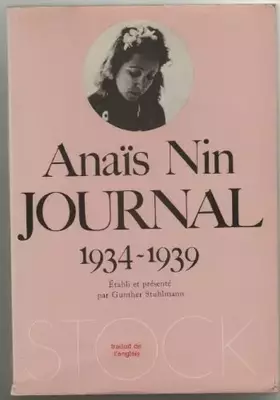 Anaïs Nin
JOURNAL
1934-1939
Établi et présenté
par Gunther Stuhlmann
STOCK
traduit de
l'anglais